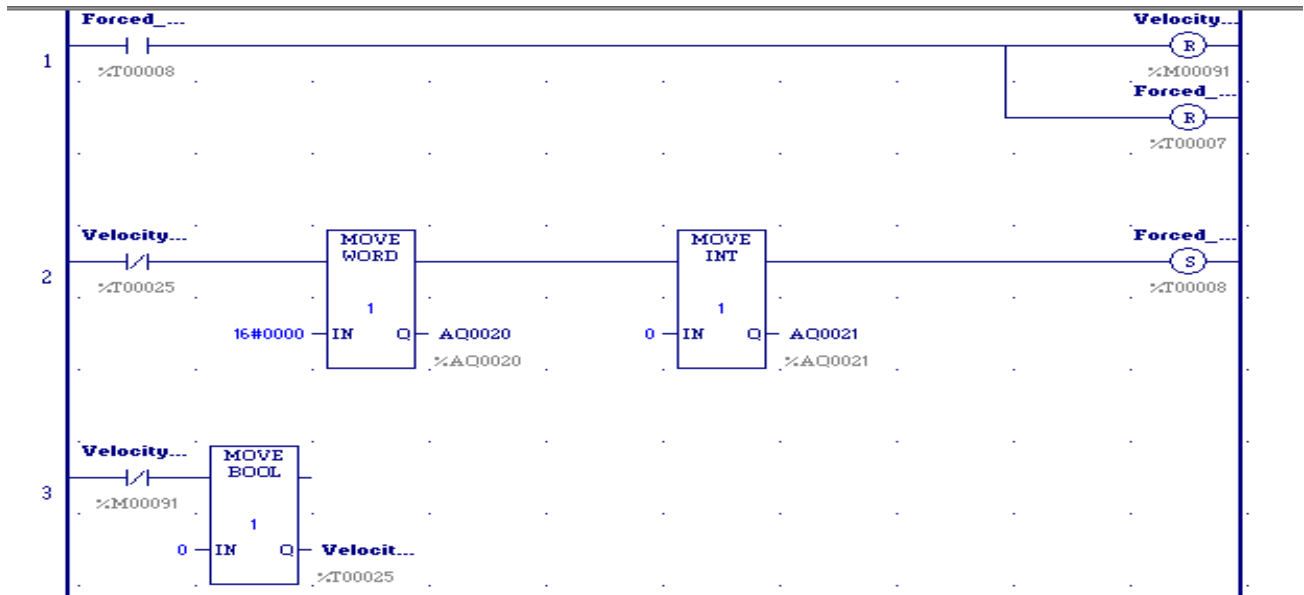 Forced_... Velocity...
1 R
%T00008 %M00091
Forced_...
R
%T00007
Velocity... MOVE WORD MOVE INT Forced_...
2 S
%T00025 1 1 %T00008
16#0000 IN Q AQ0020 0 IN Q AQ0021
%AQ0020 %AQ0021
Velocity... MOVE BOOL
3
%M00091 1
0 IN Q Velocit...
%T00025